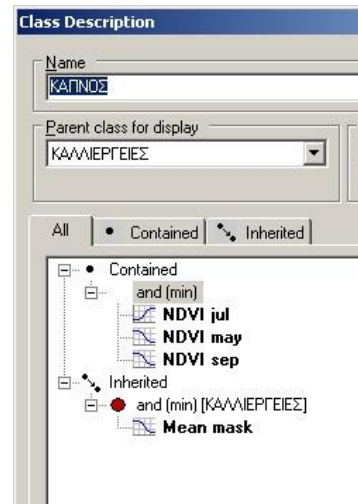 Class Description
Name
ΚΑΠΝΟΣ
Parent class for display
ΚΑΛΛΙΕΡΓΕΙΕΣ
All Contained Inherited
Contained
and (min)
NDVI jul
NDVI may
NDVI sep
Inherited
and (min) [ΚΑΛΛΙΕΡΓΕΙΕΣ]
Mean mask